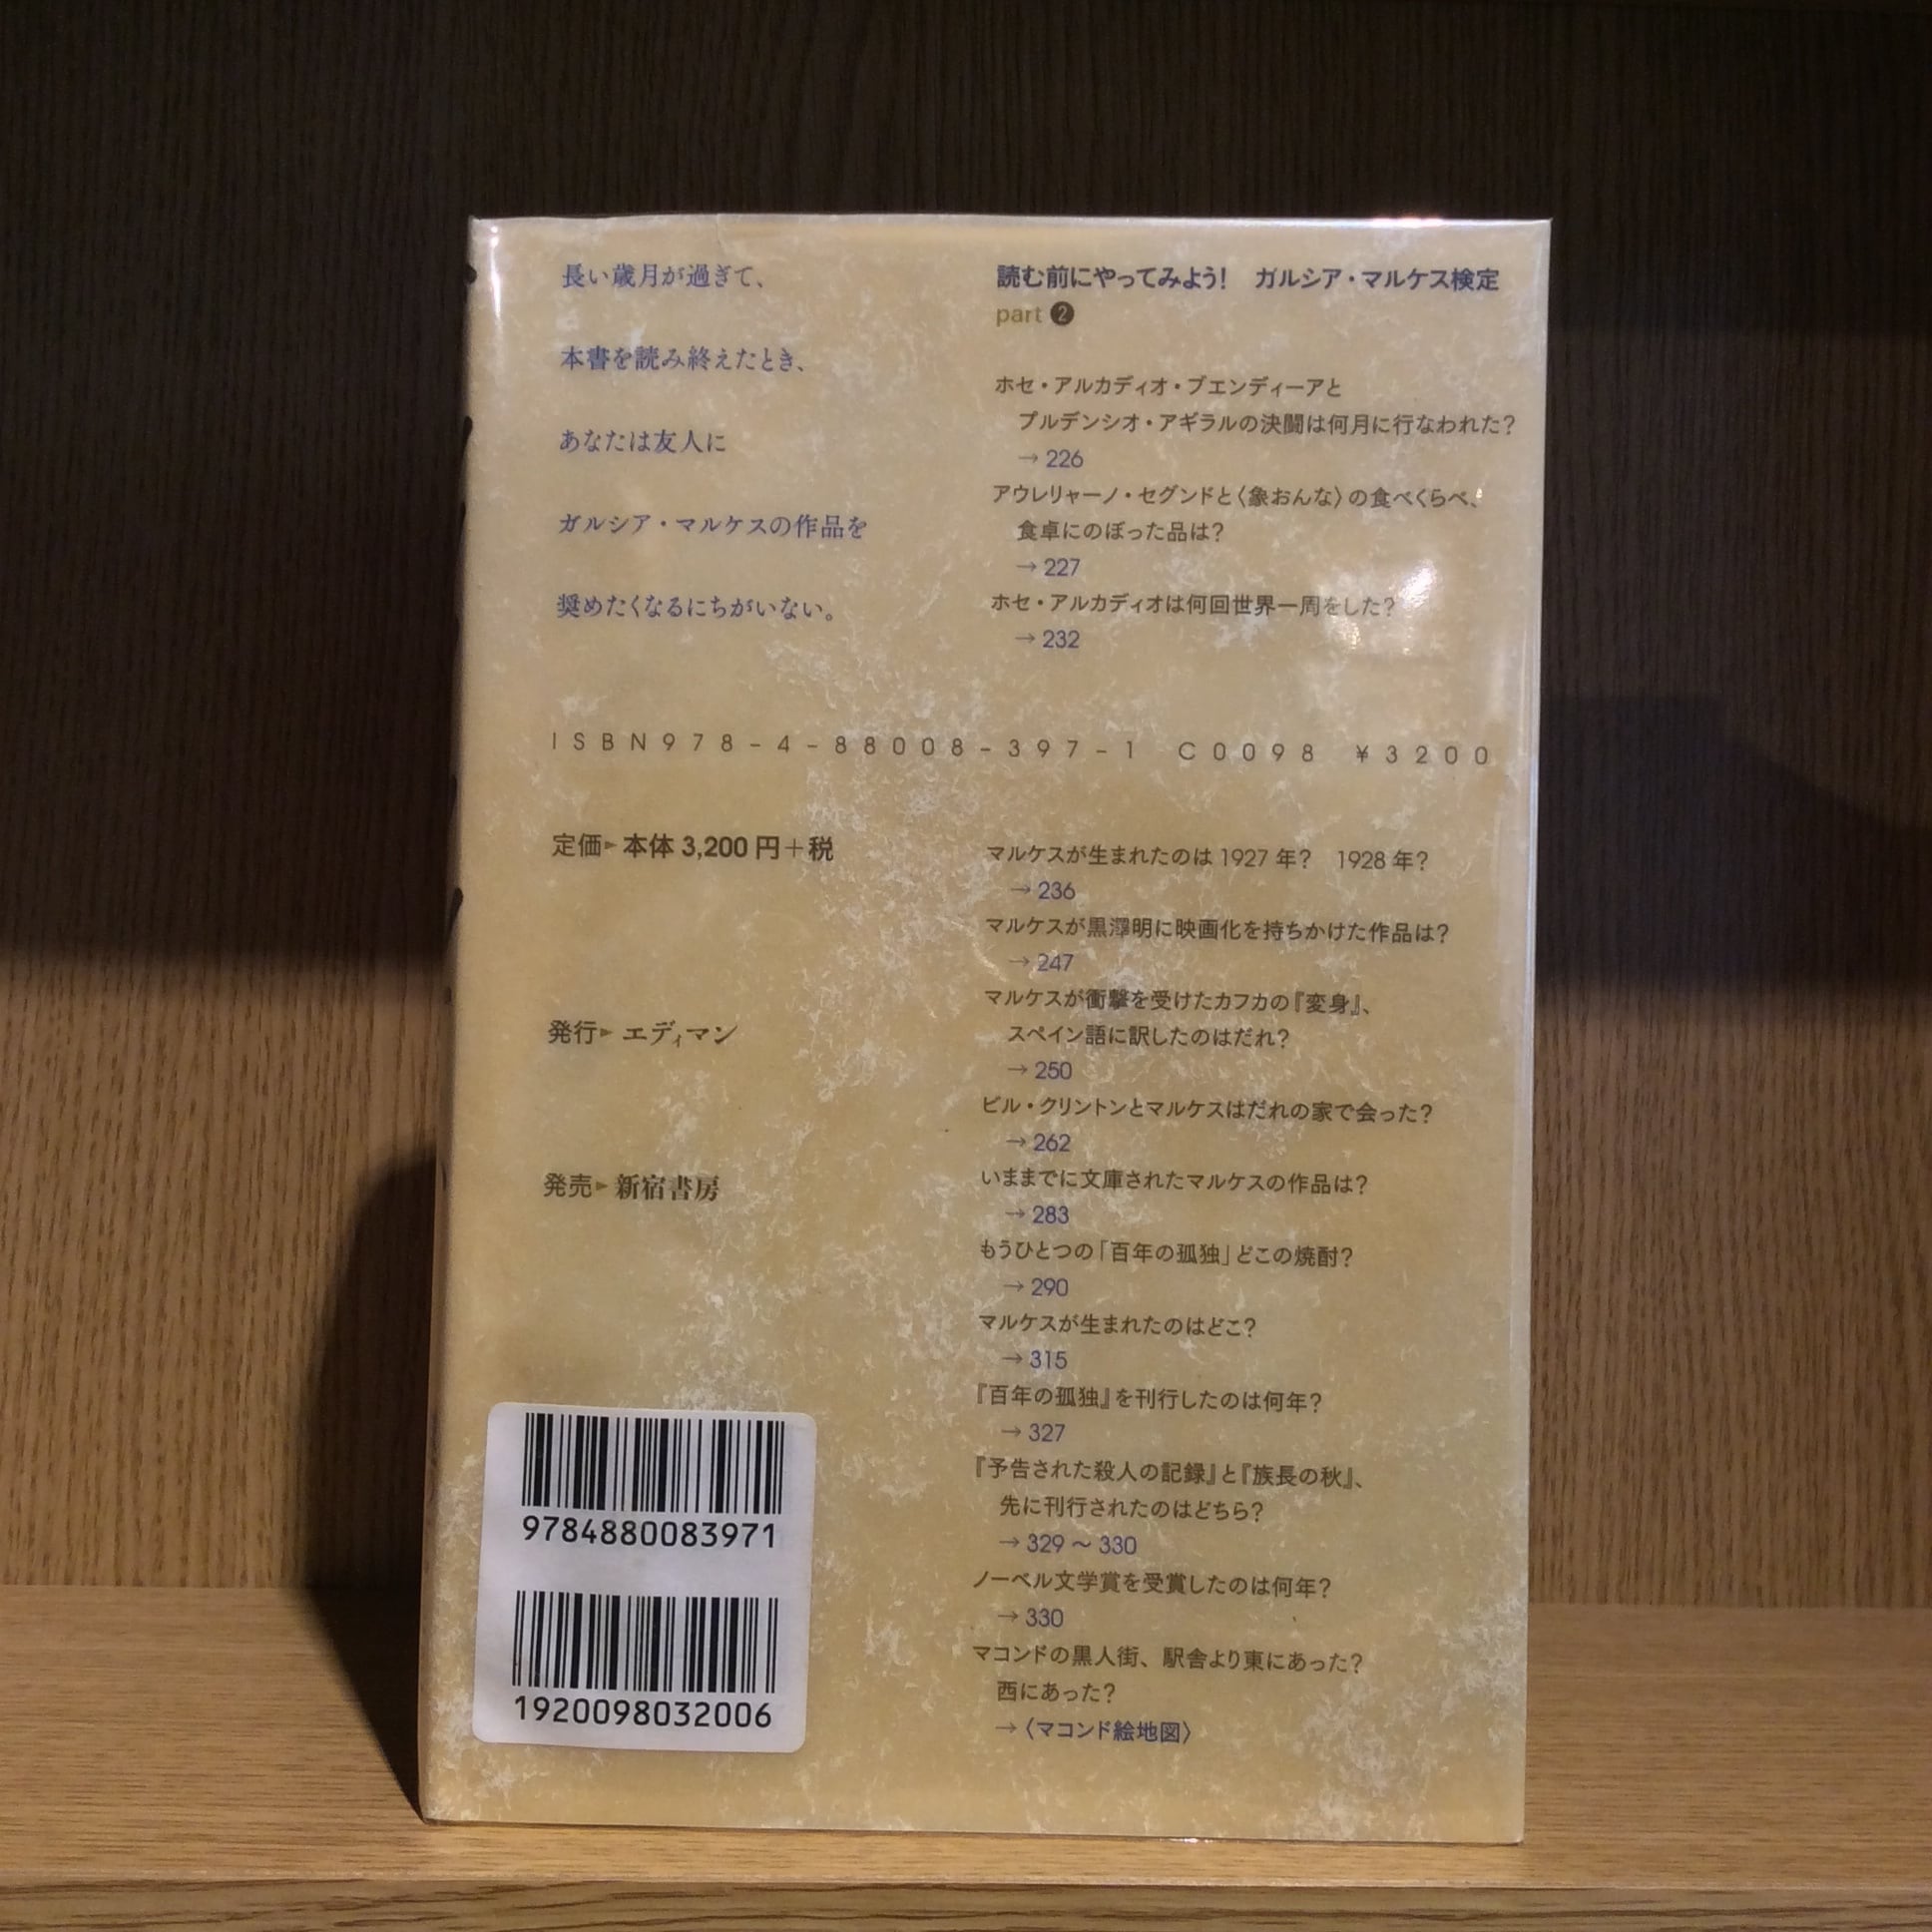 長い歳月が過ぎて、
本書を読み終えたとき、
あなたは友人に
ガルシア・マルケスの作品を
奨めたくなるにちがいない。
読む前にやってみよう！　ガルシア・マルケス検定
part ❷
ホセ・アルカディオ・ブエンディーアと
プルデンシオ・アギラルの決闘は何月に行なわれた？
→ 226
アウレリャーノ・セグンドと〈象おんな〉の食べくらべ、
食卓にのぼった品は？
→ 227
ホセ・アルカディオは何回世界一周をした？
→ 232
ISBN978-4-88008-397-1 C0098 ¥3200
定価▸本体 3,200 円＋税
発行▸エディマン
発売▸新宿書房
マルケスが生まれたのは 1927 年？　1928 年？
→ 236
マルケスが黒澤明に映画化を持ちかけた作品は？
→ 247
マルケスが衝撃を受けたカフカの『変身』、
スペイン語に訳したのはだれ？
→ 250
ビル・クリントンとマルケスはだれの家で会った？
→ 262
いままでに文庫されたマルケスの作品は？
→ 283
もうひとつの「百年の孤独」どこの焼酎？
→ 290
マルケスが生まれたのはどこ？
→ 315
『百年の孤独』を刊行したのは何年？
→ 327
『予告された殺人の記録』と『族長の秋』、
先に刊行されたのはどちら？
→ 329 〜 330
ノーベル文学賞を受賞したのは何年？
→ 330
マコンドの黒人街、駅舎より東にあった？
西にあった？
→〈マコンド絵地図〉
9784880083971
1920098032006